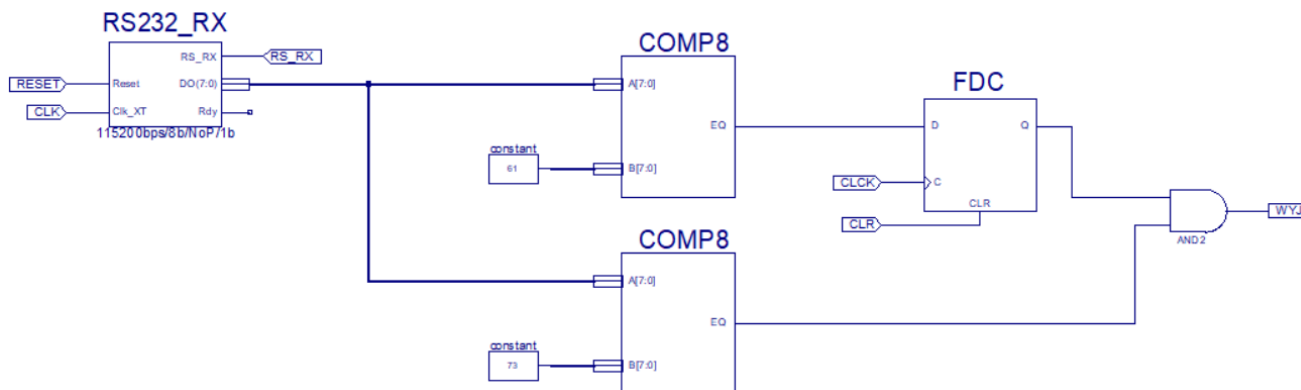 RS232_RX
RS_RX
RS_RX
RESET
Reset
DO(7:0)
CLK
Clk_XT
Rdy
115200bps/8b/NoP/1b
COMP8
A[7:0]
EQ
constant
61
B[7:0]
FDC
D
Q
CLCK
C
CLR
CLR
AND2
WYJ
COMP8
A[7:0]
EQ
constant
73
B[7:0]